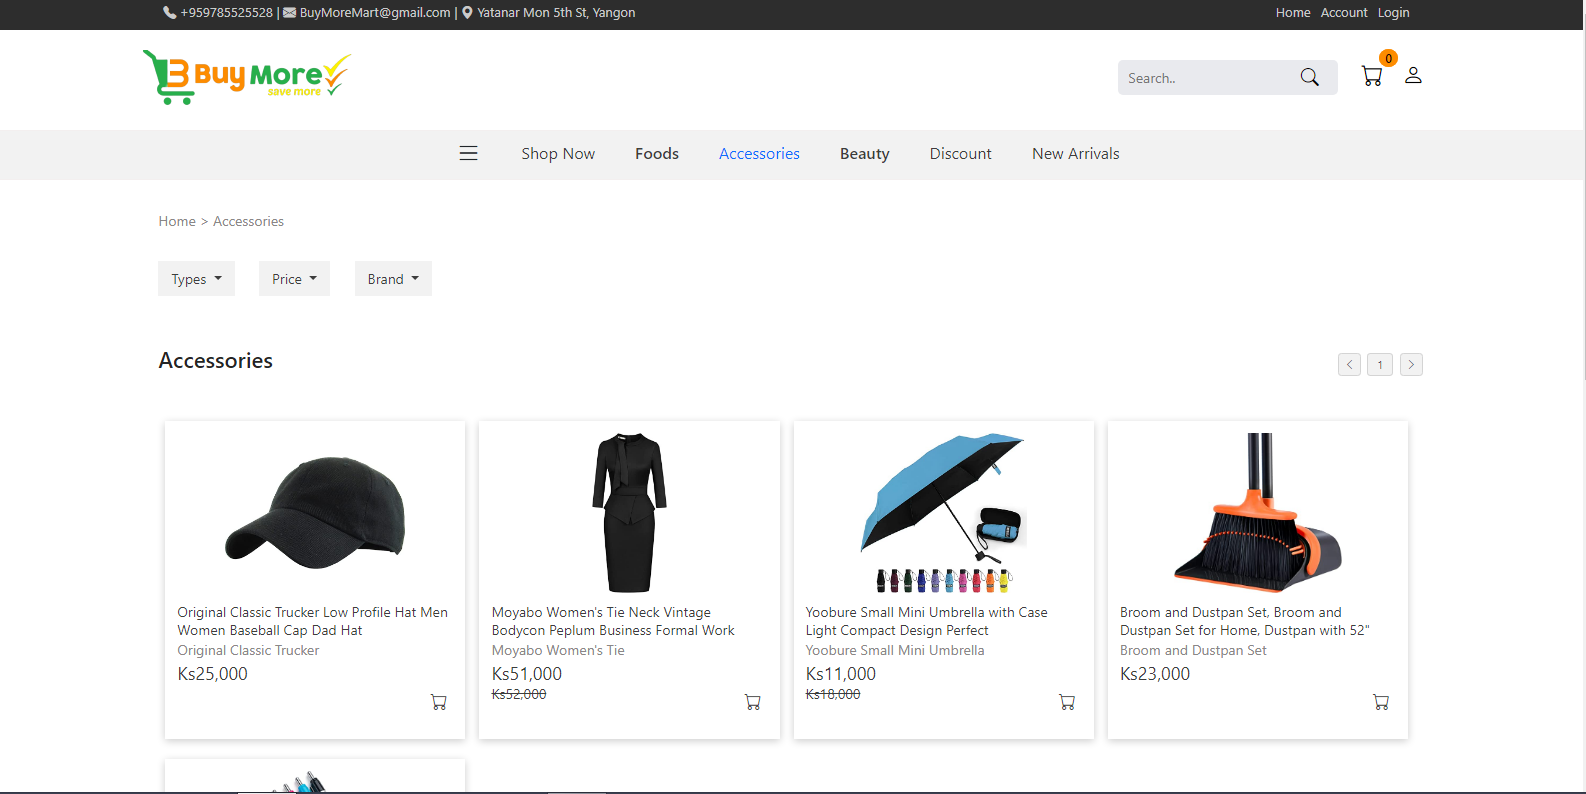 +959785525528 | BuyMoreMart@gmail.com | Yatanar Mon 5th St, Yangon
Home Account Login
B Buy More
save more
Search..
0
Shop Now Foods Accessories Beauty Discount New Arrivals
Home > Accessories
Types Price Brand
Accessories
< 1 >
Original Classic Trucker Low Profile Hat Men
Women Baseball Cap Dad Hat
Original Classic Trucker
Ks25,000
Moyabo Women's Tie Neck Vintage
Bodycon Peplum Business Formal Work
Moyabo Women's Tie
Ks51,000
Ks52,000
Yoobure Small Mini Umbrella with Case
Light Compact Design Perfect
Yoobure Small Mini Umbrella
Ks11,000
Ks18,000
Broom and Dustpan Set, Broom and
Dustpan Set for Home, Dustpan with 52"
Broom and Dustpan Set
Ks23,000